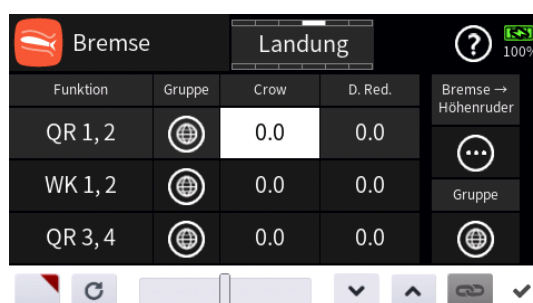 Bremse
Landung
?
100%
Funktion Gruppe Crow D. Red. Bremse → Höhenruder
QR 1, 2 0.0 0.0
WK 1, 2 0.0 0.0 Gruppe
QR 3, 4 0.0 0.0